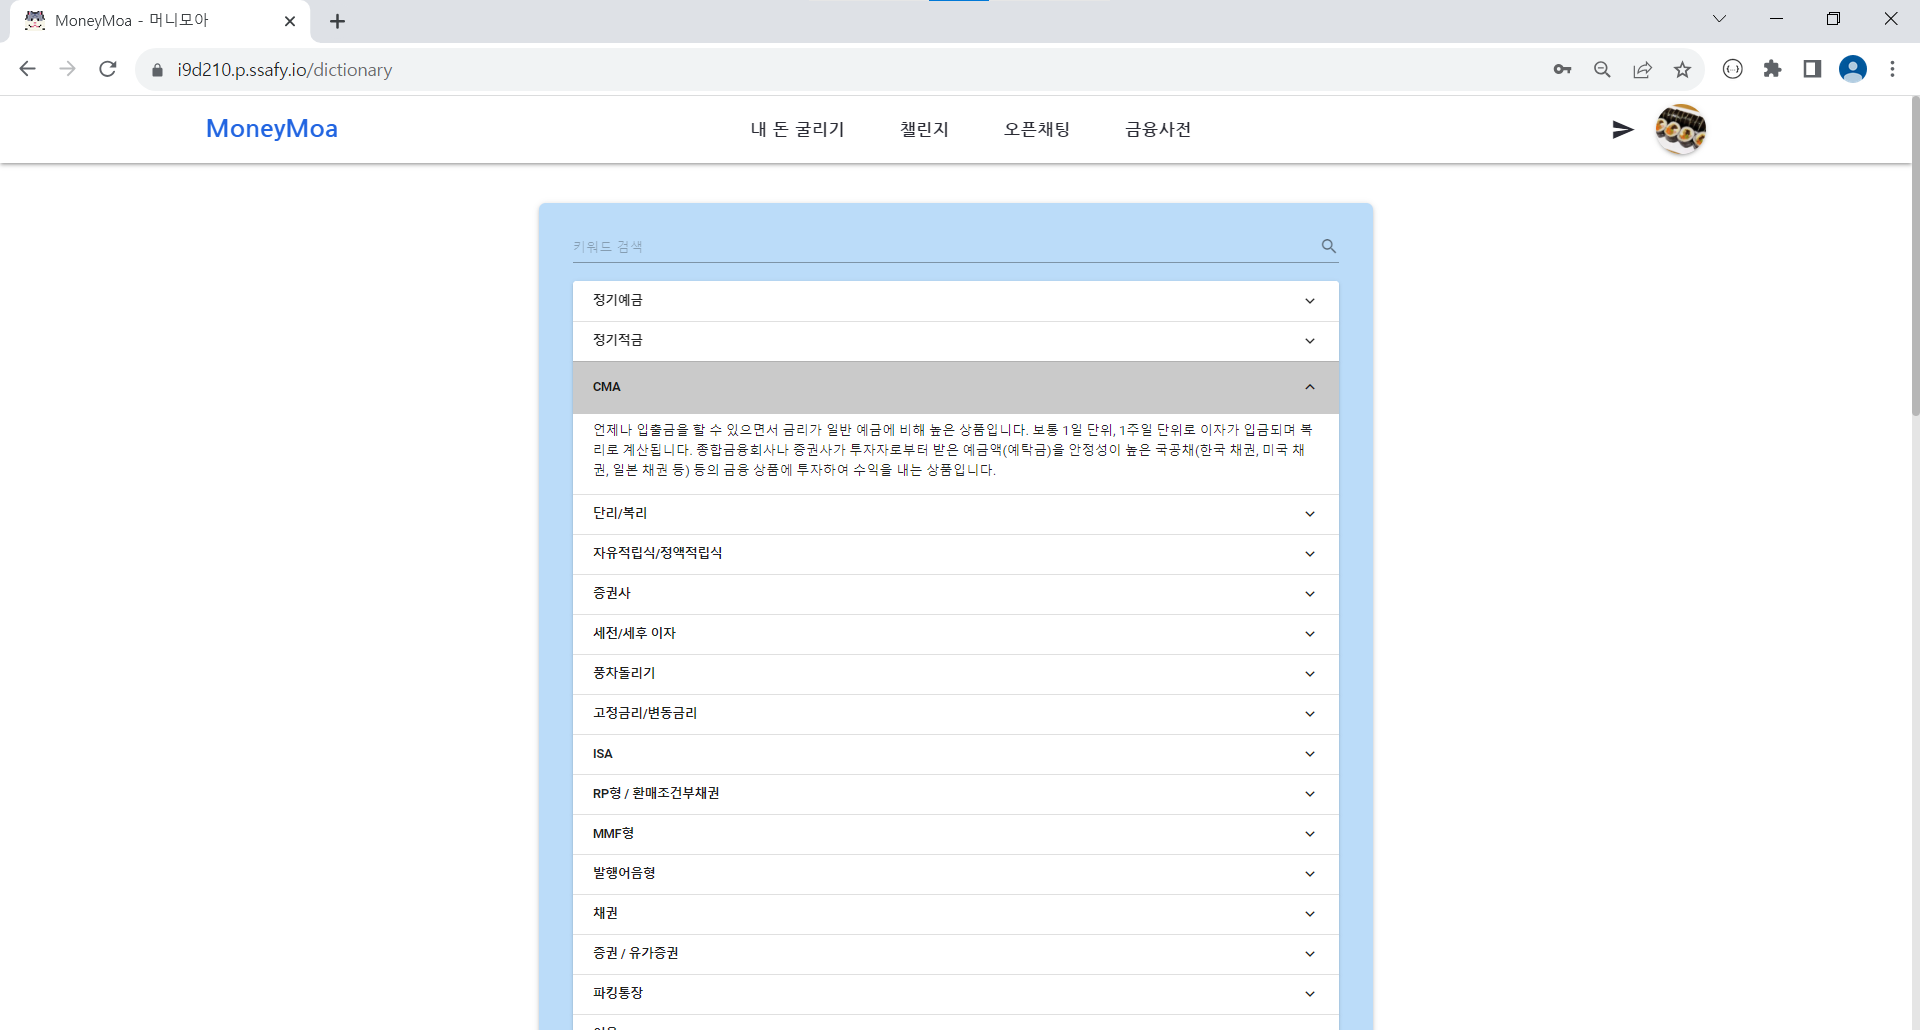 MoneyMoa - 머니모아
i9d210.p.ssafy.io/dictionary
MoneyMoa
내 돈 굴리기
챌린지
오픈채팅
금융사전
키워드 검색
정기예금
정기적금
CMA
언제나 입출금을 할 수 있으면서 금리가 일반 예금에 비해 높은 상품입니다. 보통 1일 단위, 1주일 단위로 이자가 입금되며 복
리로 계산됩니다. 종합금융회사나 증권사가 투자자로부터 받은 예금액(예탁금)을 안정성이 높은 국공채(한국 채권, 미국 채
권, 일본 채권 등) 등의 금융 상품에 투자하여 수익을 내는 상품입니다.
단리/복리
자유적립식/정액적립식
증권사
세전/세후 이자
풍차돌리기
고정금리/변동금리
ISA
RP형 / 환매조건부채권
MMF형
발행어음형
채권
증권 / 유가증권
파킹통장